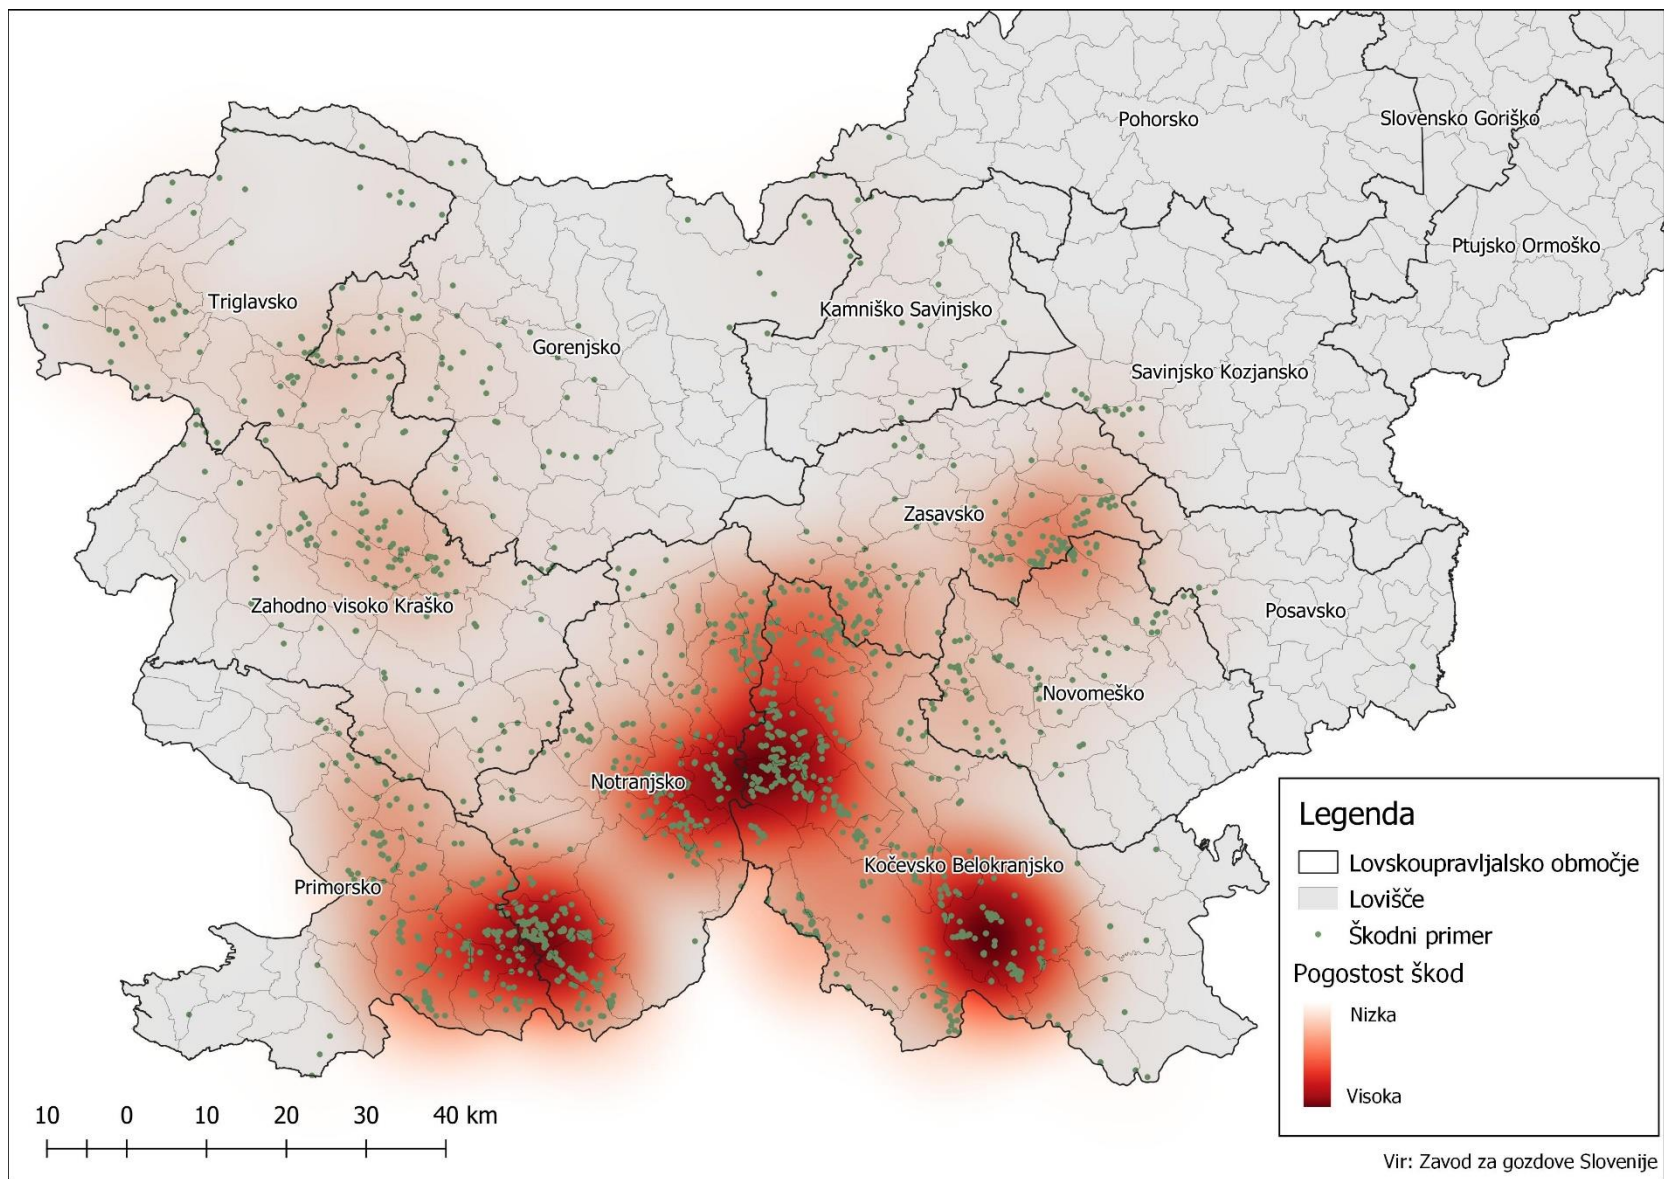 Pohorsko
Slovensko Goriško
Ptujsko Ormoško
Triglavsko
Kamniško Savinjsko
Gorenjsko
Savinjsko Kozjansko
Zasavsko
Zahodno visoko Kraško
Posavsko
Novomeško
Notranjsko
Kočevsko Belokranjsko
Primorsko
Legenda
Lovskoupravljalsko območje
Lovišče
Škodni primer
Pogostost škod
Nizka
Visoka
10 0 10 20 30 40 km
Vir: Zavod za gozdove Slovenije